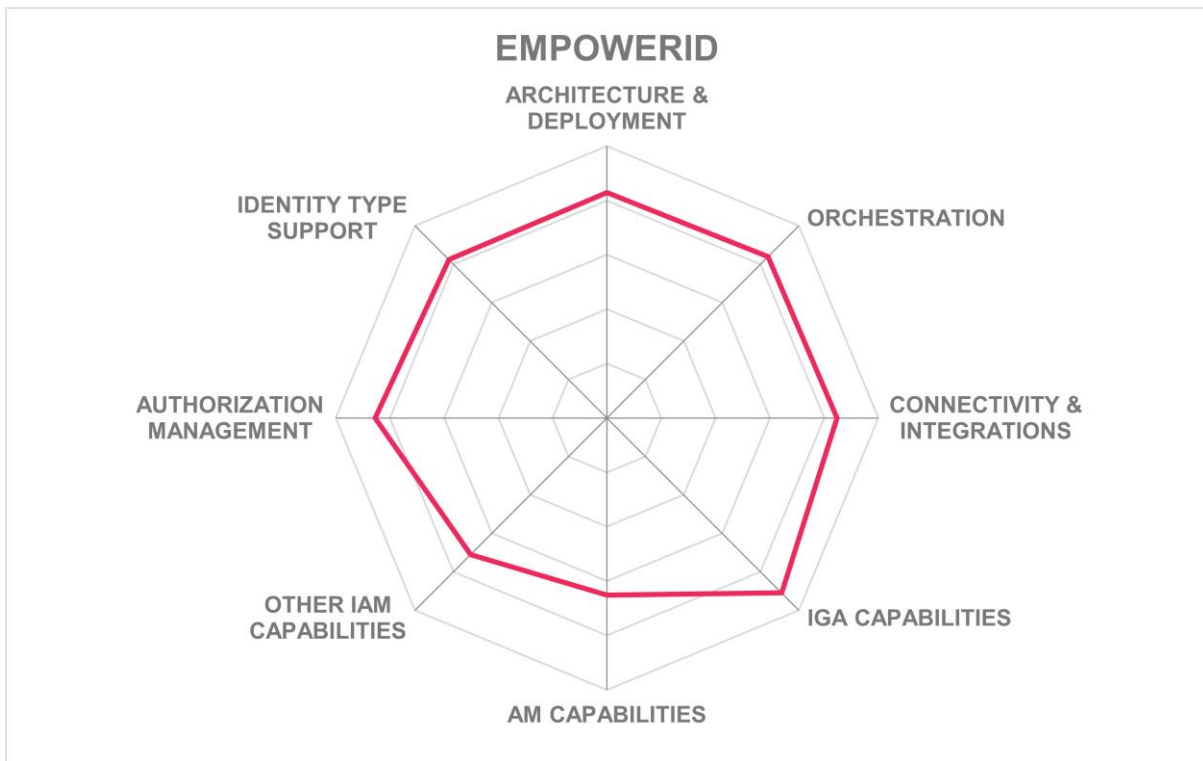 EMPOWERID
ARCHITECTURE &
DEPLOYMENT
IDENTITY TYPE
SUPPORT
ORCHESTRATION
AUTHORIZATION
MANAGEMENT
CONNECTIVITY &
INTEGRATIONS
OTHER IAM
CAPABILITIES
IGA CAPABILITIES
AM CAPABILITIES